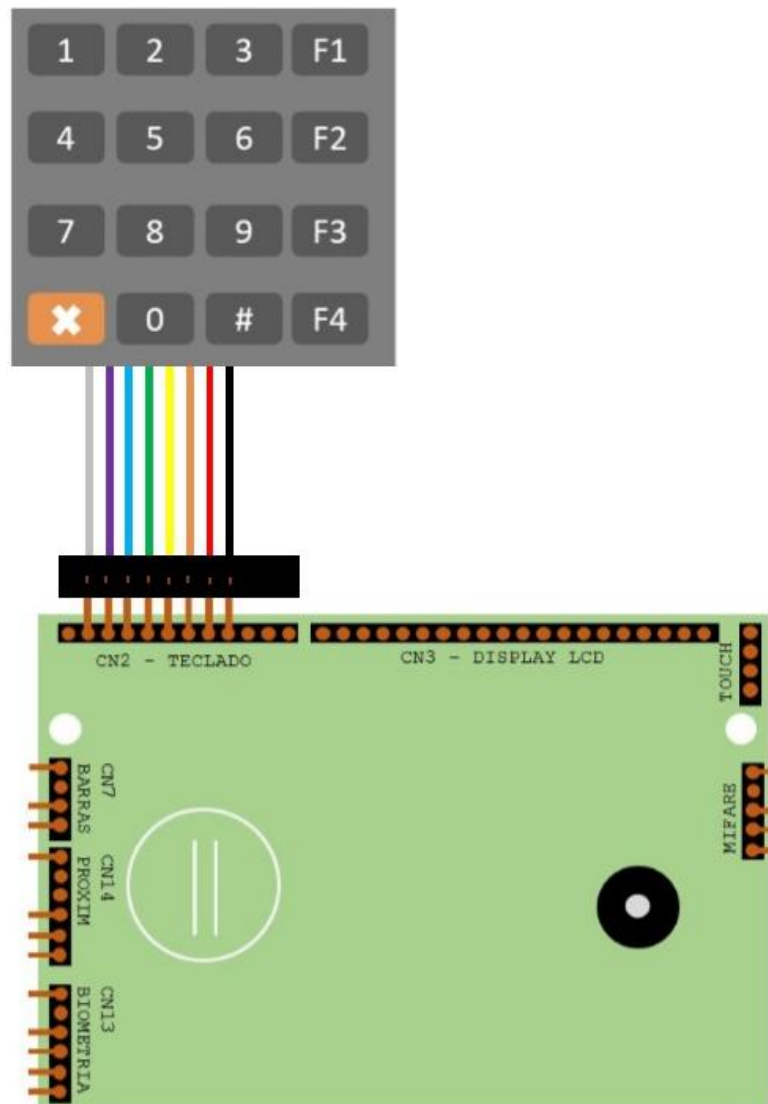 1 2 3 F1
4 5 6 F2
7 8 9 F3
✖ 0 # F4
CN2 - TECLADO
CN3 - DISPLAY LCD
TOUCH
CN7
BARRAS
MIFARE
CN14
PROXIM
CN13
BIOMETRIA